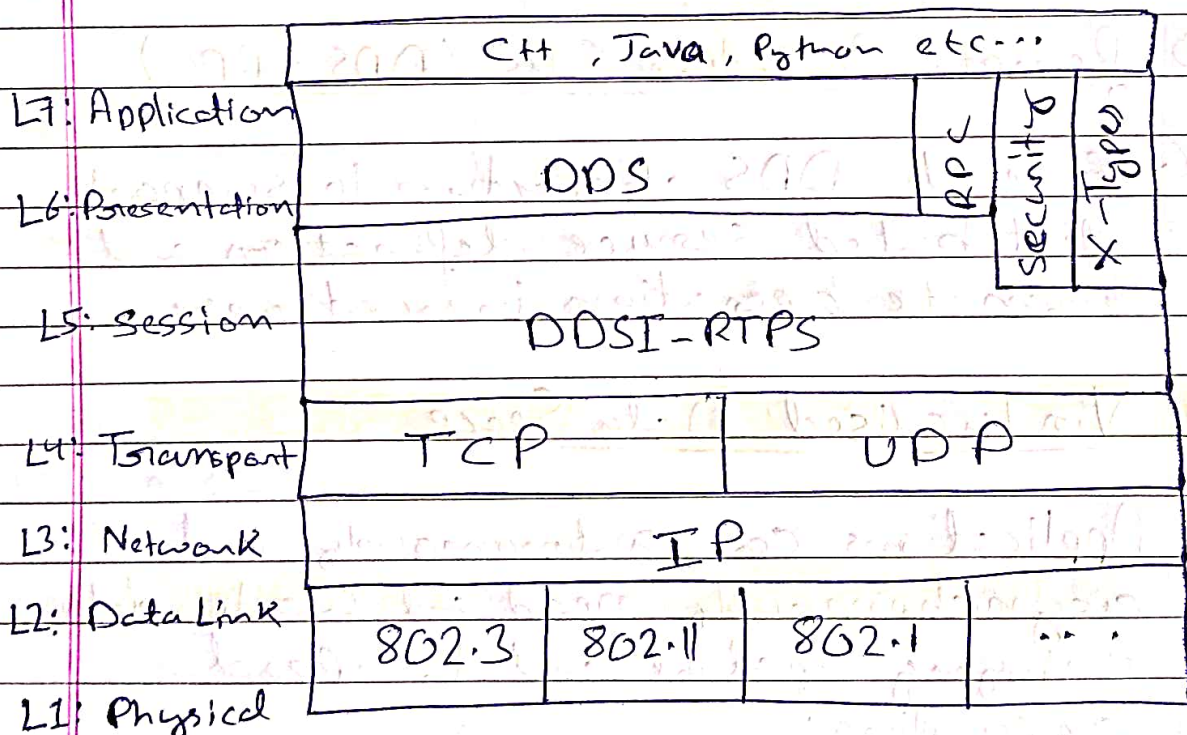 C++, Java, Python etc...
L7: Application
DDS
RPC
Security
X-Types
L6: Presentation
L5: Session
DDSI-RTPS
L4: Transport
TCP
UDP
L3: Network
IP
L2: Data Link
802.3
802.11
802.1
....
L1: Physical